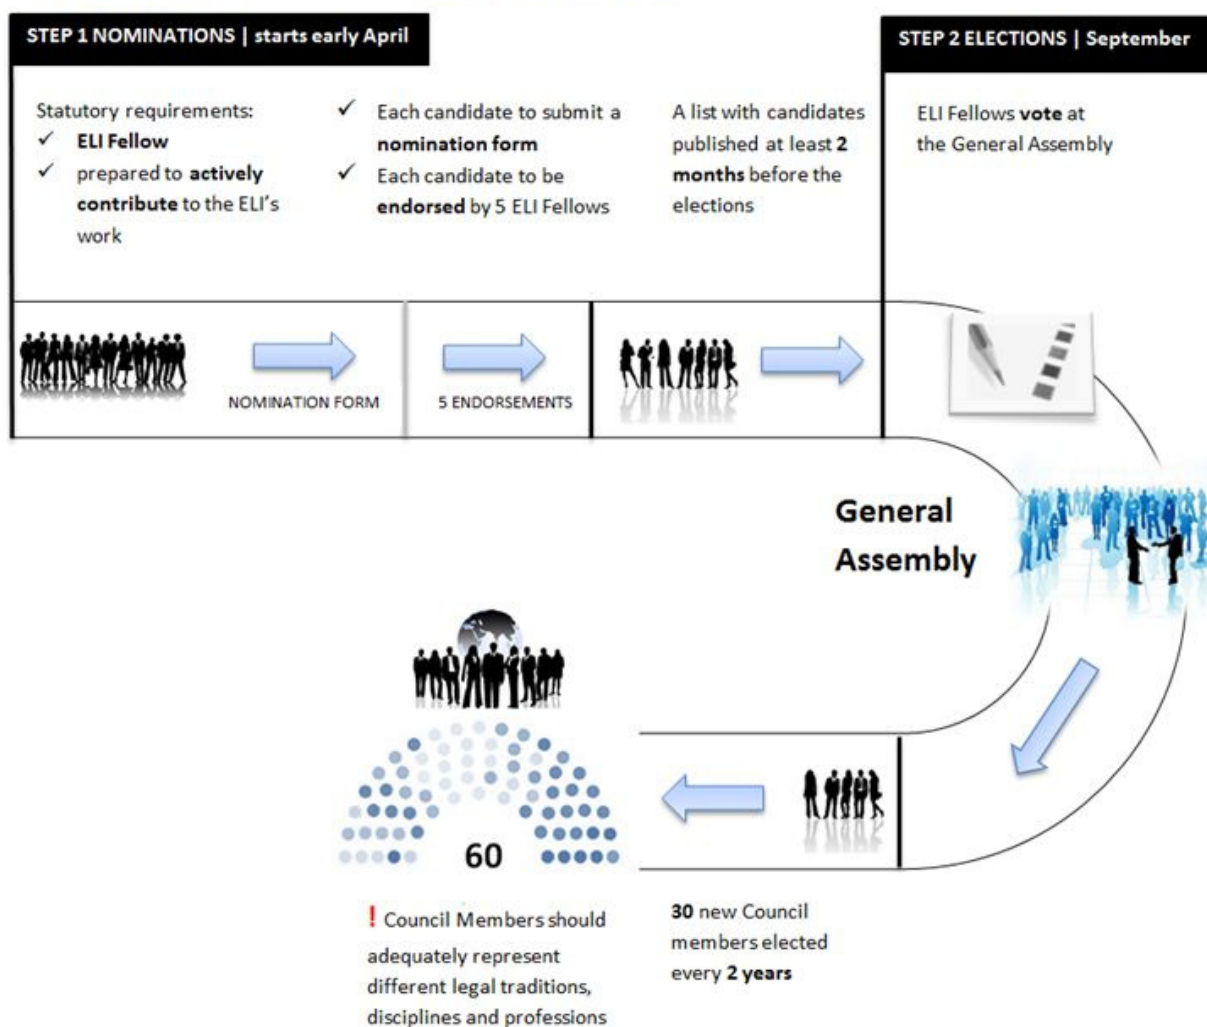 STEP 1 NOMINATIONS | starts early April
Statutory requirements:
✓ ELI Fellow
✓ prepared to actively
contribute to the ELI's
work
✓ Each candidate to submit a
nomination form
✓ Each candidate to be
endorsed by 5 ELI Fellows
A list with candidates
published at least 2
months before the
elections
STEP 2 ELECTIONS | September
ELI Fellows vote at
the General Assembly
NOMINATION FORM
5 ENDORSEMENTS
General
Assembly
60
! Council Members should
adequately represent
different legal traditions,
disciplines and professions
30 new Council
members elected
every 2 years